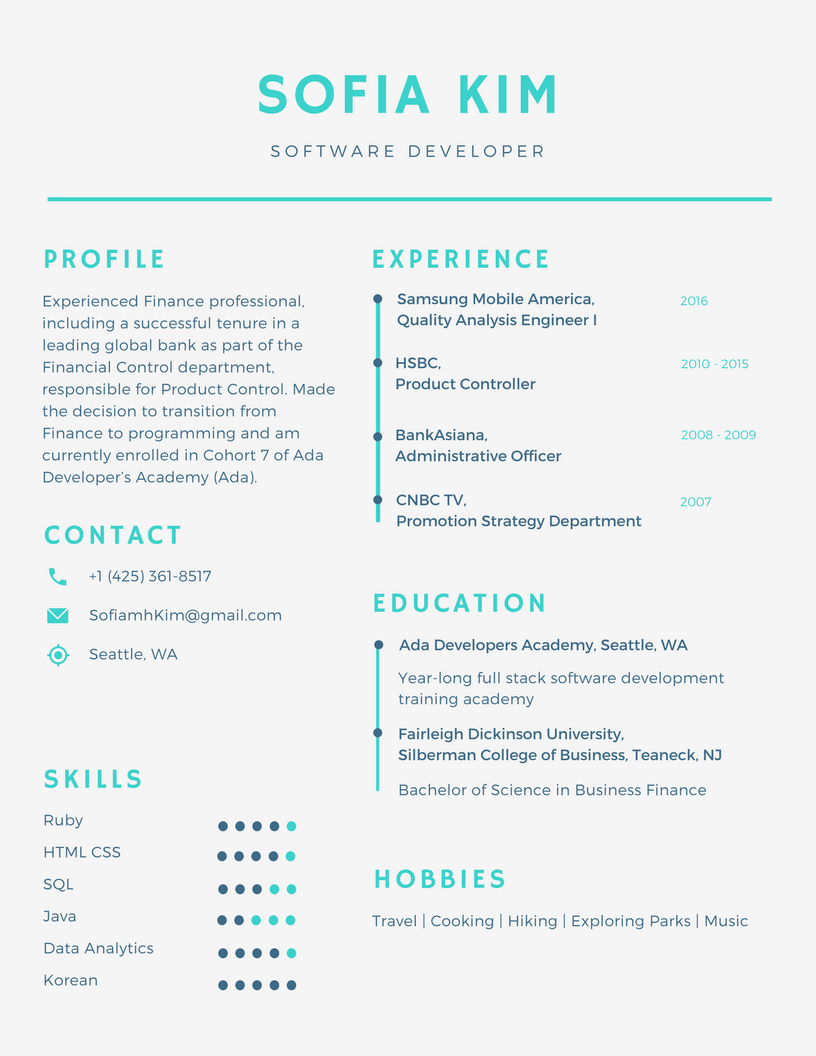 SOFIA KIM
SOFTWARE DEVELOPER
PROFILE
Experienced Finance professional,
including a successful tenure in a
leading global bank as part of the
Financial Control department,
responsible for Product Control. Made
the decision to transition from
Finance to programming and am
currently enrolled in Cohort 7 of Ada
Developer's Academy (Ada).
CONTACT
+1 (425) 361-8517
SofiamhKim@gmail.com
Seattle, WA
SKILLS
Ruby
HTML CSS
SQL
Java
Data Analytics
Korean
EXPERIENCE
Samsung Mobile America, 2016
Quality Analysis Engineer I
HSBC, 2010 - 2015
Product Controller
BankAsiana, 2008 - 2009
Administrative Officer
CNBC TV, 2007
Promotion Strategy Department
EDUCATION
Ada Developers Academy, Seattle, WA
Year-long full stack software development
training academy
Fairleigh Dickinson University,
Silberman College of Business, Teaneck, NJ
Bachelor of Science in Business Finance
HOBBIES
Travel | Cooking | Hiking | Exploring Parks | Music